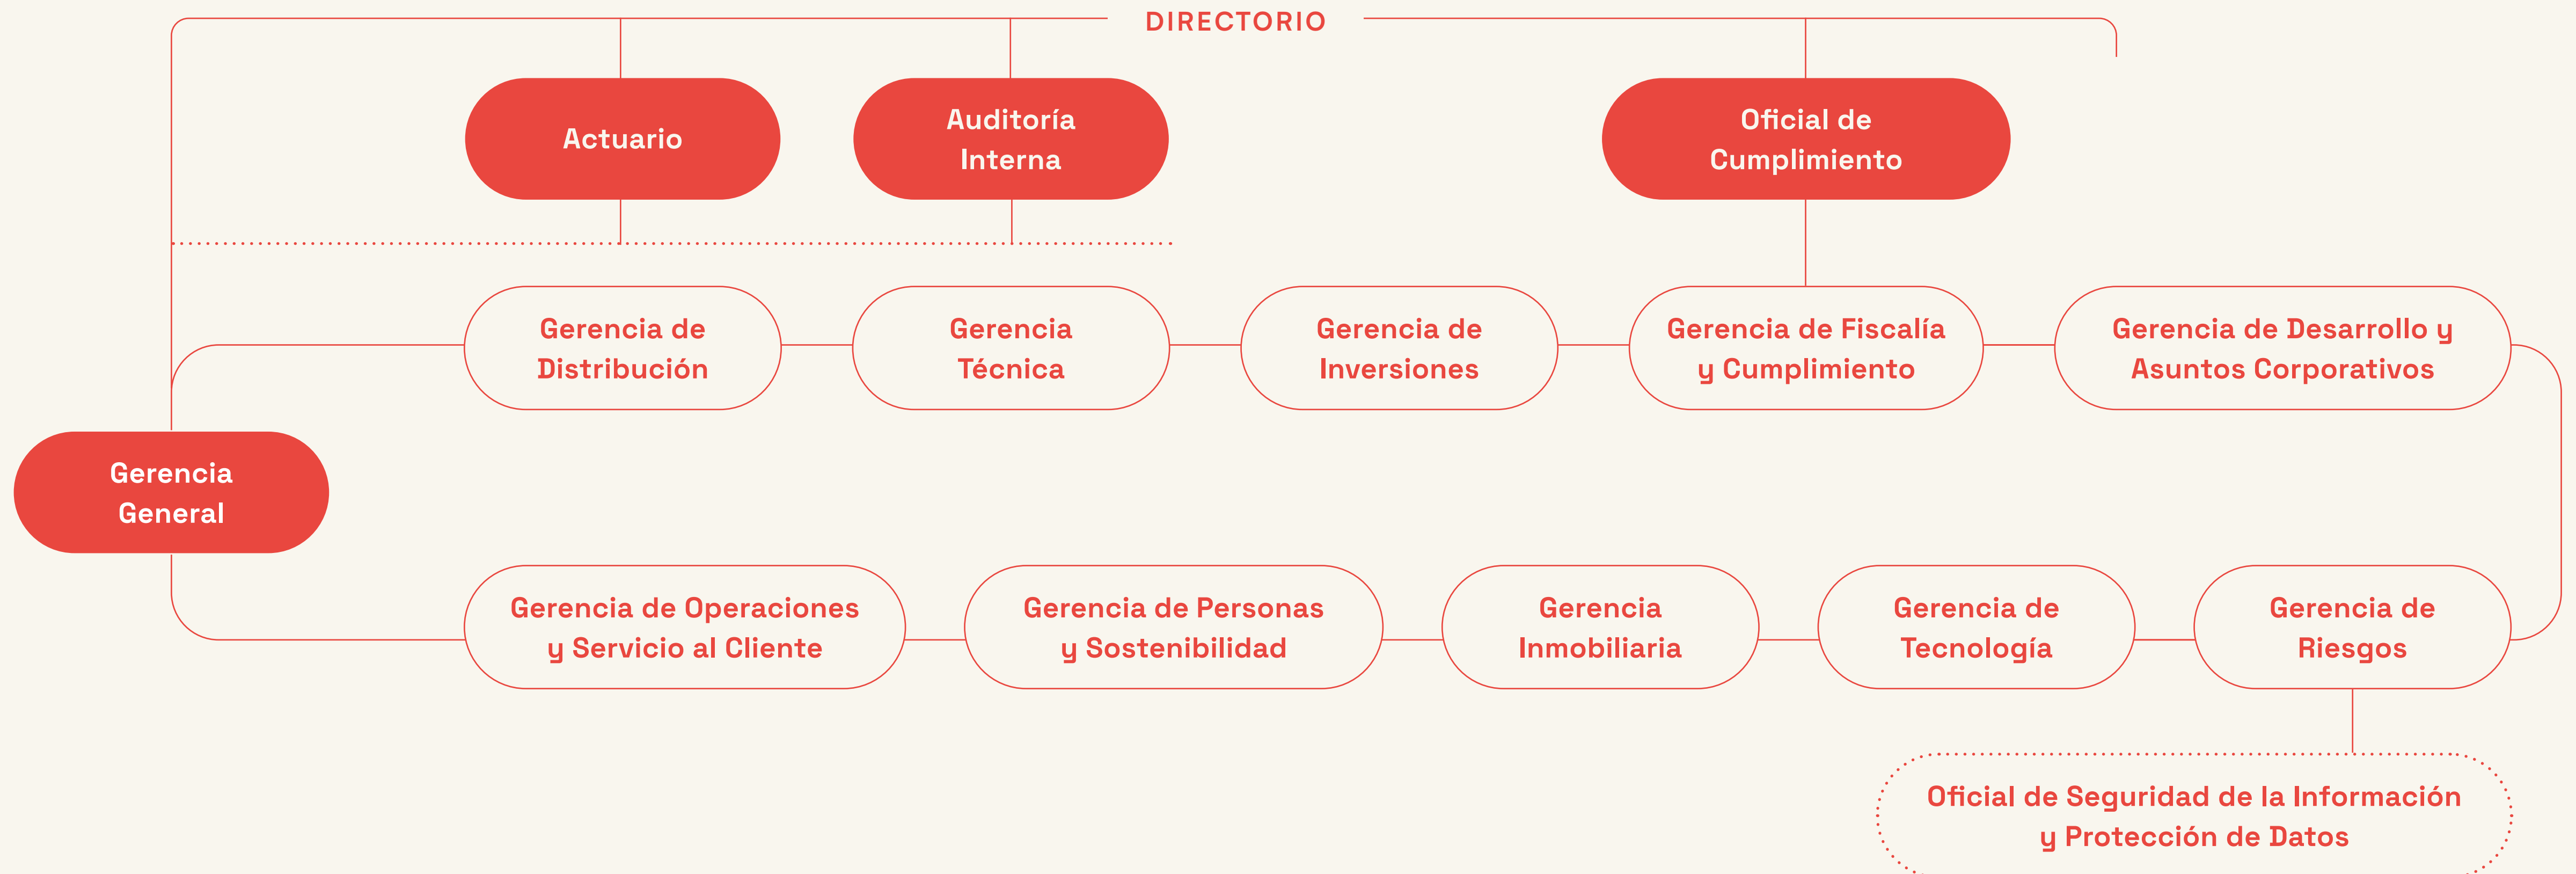 DIRECTORIO
Actuario
Auditoría
Interna
Oficial de
Cumplimiento
Gerencia de
Distribución
Gerencia
Técnica
Gerencia de
Inversiones
Gerencia de Fiscalía
y Cumplimiento
Gerencia de Desarrollo y
Asuntos Corporativos
Gerencia
General
Gerencia de Operaciones
y Servicio al Cliente
Gerencia de Personas
y Sostenibilidad
Gerencia
Inmobiliaria
Gerencia de
Tecnología
Gerencia de
Riesgos
Oficial de Seguridad de la Información
y Protección de Datos